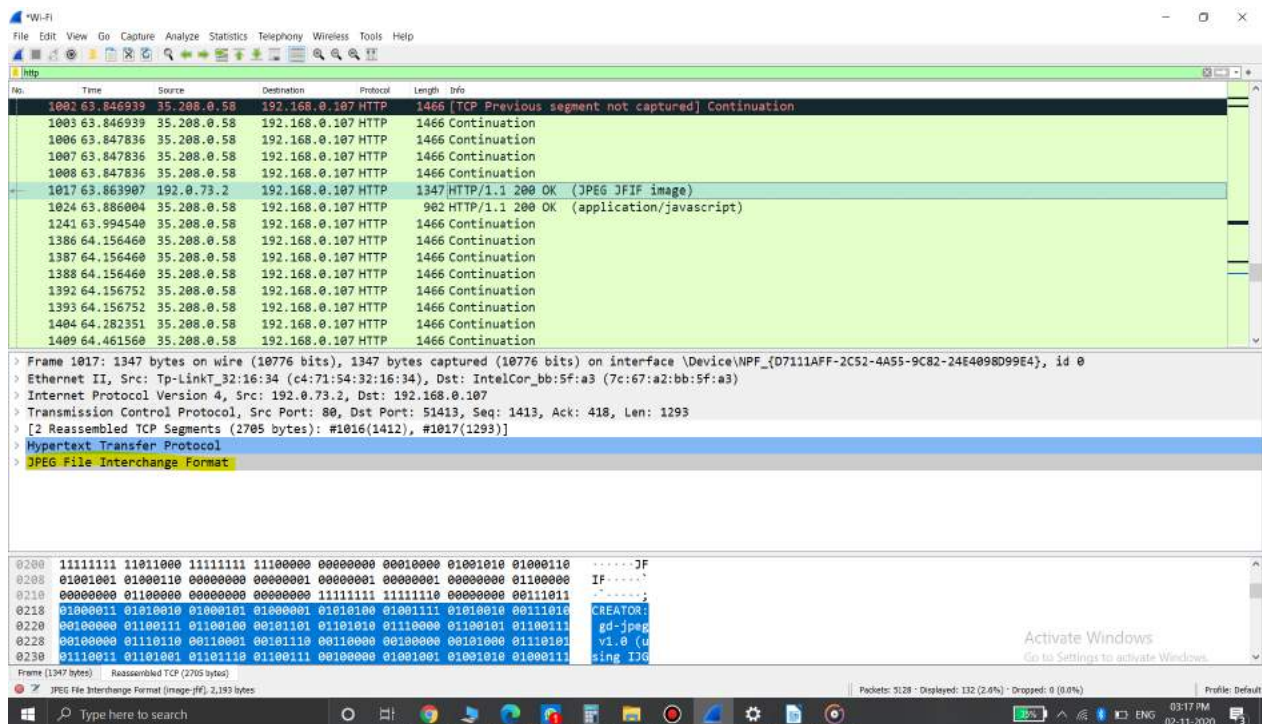 *Wi-Fi
File Edit View Go Capture Analyze Statistics Telephony Wireless Tools Help
http
No. Time Source Destination Protocol Length Info
1002 63.846939 35.208.0.58 192.168.0.107 HTTP 1466 [TCP Previous segment not captured] Continuation
1003 63.846939 35.208.0.58 192.168.0.107 HTTP 1466 Continuation
1006 63.847836 35.208.0.58 192.168.0.107 HTTP 1466 Continuation
1007 63.847836 35.208.0.58 192.168.0.107 HTTP 1466 Continuation
1008 63.847836 35.208.0.58 192.168.0.107 HTTP 1466 Continuation
1017 63.863907 192.0.73.2 192.168.0.107 HTTP 1347 HTTP/1.1 200 OK (JPEG JFIF image)
1024 63.886004 35.208.0.58 192.168.0.107 HTTP 902 HTTP/1.1 200 OK (application/javascript)
1241 63.994540 35.208.0.58 192.168.0.107 HTTP 1466 Continuation
1386 64.156460 35.208.0.58 192.168.0.107 HTTP 1466 Continuation
1387 64.156460 35.208.0.58 192.168.0.107 HTTP 1466 Continuation
1388 64.156460 35.208.0.58 192.168.0.107 HTTP 1466 Continuation
1392 64.156752 35.208.0.58 192.168.0.107 HTTP 1466 Continuation
1393 64.156752 35.208.0.58 192.168.0.107 HTTP 1466 Continuation
1404 64.282351 35.208.0.58 192.168.0.107 HTTP 1466 Continuation
1409 64.461560 35.208.0.58 192.168.0.107 HTTP 1466 Continuation
> Frame 1017: 1347 bytes on wire (10776 bits), 1347 bytes captured (10776 bits) on interface \Device\NPF_{D7111AFF-2C52-4A55-9C82-24E4098D99E4}, id 0
> Ethernet II, Src: Tp-LinkT_32:16:34 (c4:71:54:32:16:34), Dst: IntelCor_bb:5f:a3 (7c:67:a2:bb:5f:a3)
> Internet Protocol Version 4, Src: 192.0.73.2, Dst: 192.168.0.107
> Transmission Control Protocol, Src Port: 80, Dst Port: 51413, Seq: 1413, Ack: 418, Len: 1293
> [2 Reassembled TCP Segments (2705 bytes): #1016(1412), #1017(1293)]
> Hypertext Transfer Protocol
> JPEG File Interchange Format
0200 11111111 11011000 11111111 11100000 00000000 00010000 01001010 01000110 ······JF
0208 01001001 01000110 00000000 00000001 00000001 00000001 00000000 01100000 IF·····`
0210 00000000 01100000 00000000 00000000 11111111 11111110 00000000 00111011 ·`·····;
0218 01000011 01010010 01000101 01000001 01010100 01001111 01010010 00111010 CREATOR:
0220 00100000 01100111 01100100 00101101 01101010 01110000 01100101 01100111 gd-jpeg
0228 00100000 01110110 00110001 00101110 00110000 00100000 00101000 01110101 v1.0 (u
0230 01110011 01101001 01101110 01100111 00100000 01001001 01001010 01000111 sing IJG
Activate Windows
Go to Settings to activate Windows.
Frame (1347 bytes) Reassembled TCP (2705 bytes)
JPEG File Interchange Format (image-jfif), 2,193 bytes Packets: 5128 · Displayed: 132 (2.6%) · Dropped: 0 (0.0%) Profile: Default
Type here to search 35% ENG 03:17 PM
02-11-2020